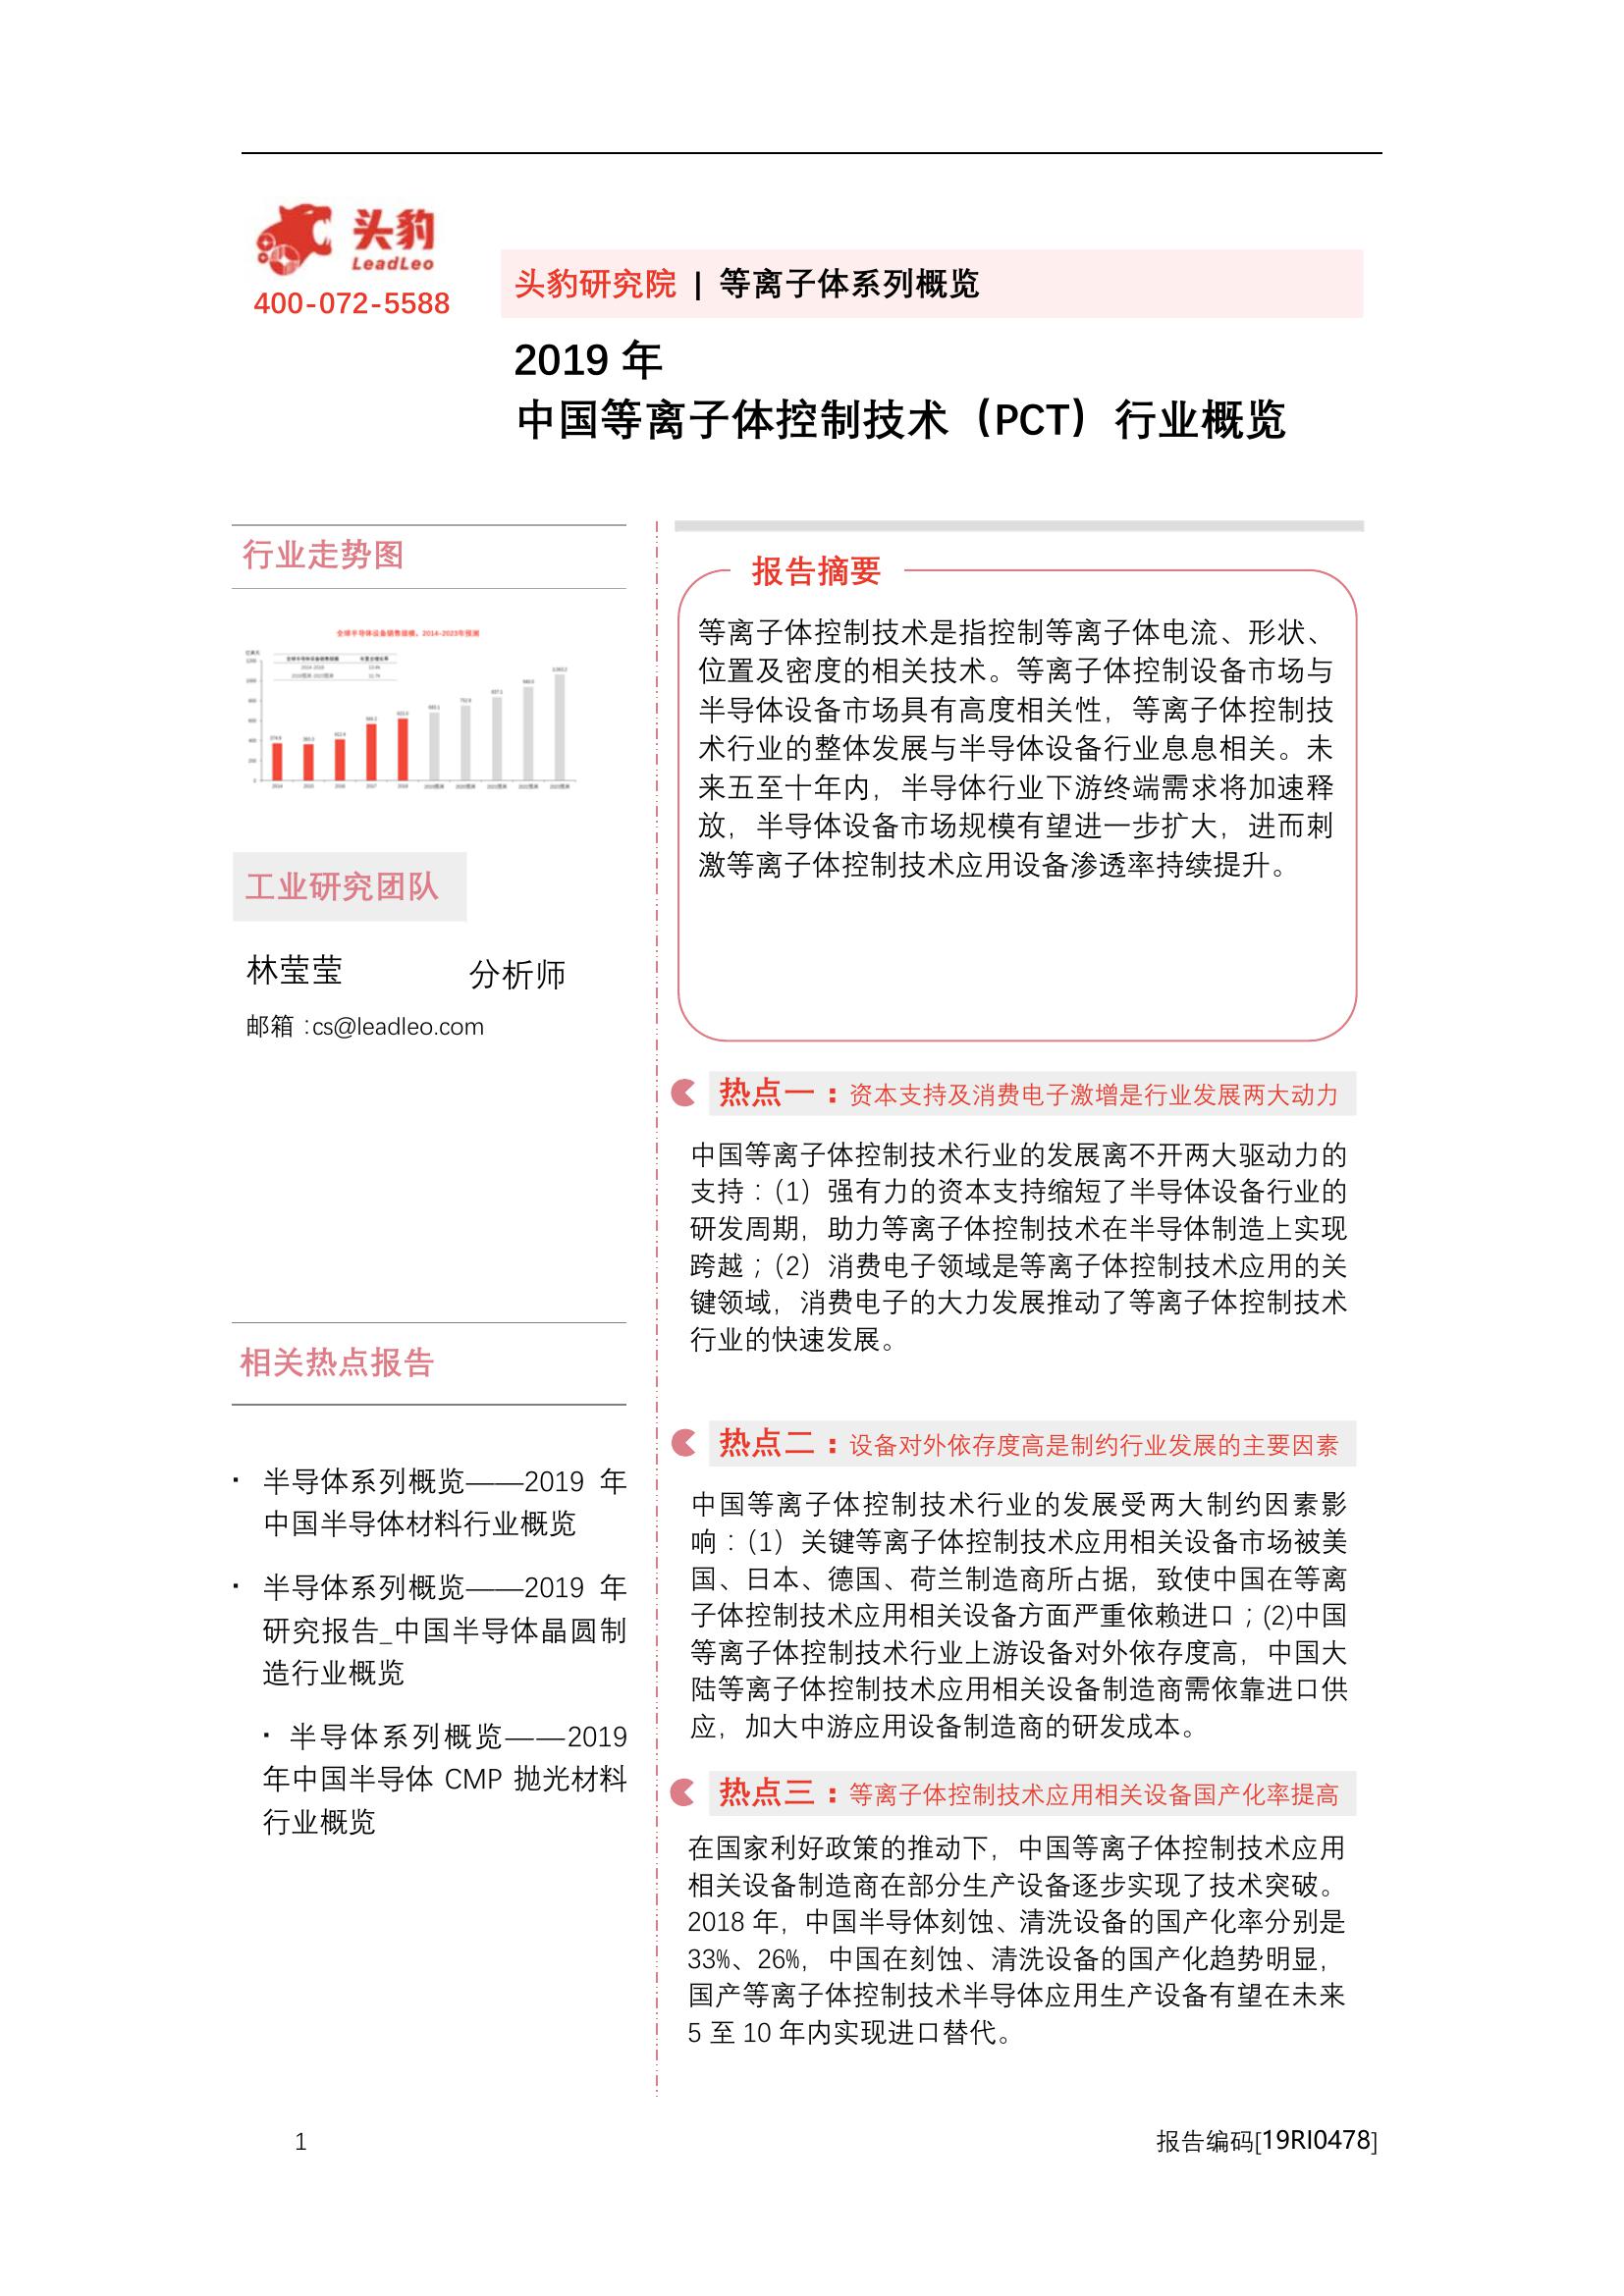 头豹
LeadLeo
400-072-5588
头豹研究院 | 等离子体系列概览
2019 年
中国等离子体控制技术（PCT）行业概览
行业走势图
全球半导体设备销售规模，2014-2023年预测
工业研究团队
林莹莹 分析师
邮箱：cs@leadleo.com
相关热点报告
· 半导体系列概览——2019 年
中国半导体材料行业概览
· 半导体系列概览——2019 年
研究报告_中国半导体晶圆制
造行业概览
· 半导体系列概览——2019
年中国半导体 CMP 抛光材料
行业概览
报告摘要
等离子体控制技术是指控制等离子体电流、形状、
位置及密度的相关技术。等离子体控制设备市场与
半导体设备市场具有高度相关性，等离子体控制技
术行业的整体发展与半导体设备行业息息相关。未
来五至十年内，半导体行业下游终端需求将加速释
放，半导体设备市场规模有望进一步扩大，进而刺
激等离子体控制技术应用设备渗透率持续提升。
热点一：资本支持及消费电子激增是行业发展两大动力
中国等离子体控制技术行业的发展离不开两大驱动力的
支持：（1）强有力的资本支持缩短了半导体设备行业的
研发周期，助力等离子体控制技术在半导体制造上实现
跨越；（2）消费电子领域是等离子体控制技术应用的关
键领域，消费电子的大力发展推动了等离子体控制技术
行业的快速发展。
热点二：设备对外依存度高是制约行业发展的主要因素
中国等离子体控制技术行业的发展受两大制约因素影
响：（1）关键等离子体控制技术应用相关设备市场被美
国、日本、德国、荷兰制造商所占据，致使中国在等离
子体控制技术应用相关设备方面严重依赖进口；(2)中国
等离子体控制技术行业上游设备对外依存度高，中国大
陆等离子体控制技术应用相关设备制造商需依靠进口供
应，加大中游应用设备制造商的研发成本。
热点三：等离子体控制技术应用相关设备国产化率提高
在国家利好政策的推动下，中国等离子体控制技术应用
相关设备制造商在部分生产设备逐步实现了技术突破。
2018 年，中国半导体刻蚀、清洗设备的国产化率分别是
33%、26%，中国在刻蚀、清洗设备的国产化趋势明显，
国产等离子体控制技术半导体应用生产设备有望在未来
5 至 10 年内实现进口替代。
1
报告编码[19RI0478]